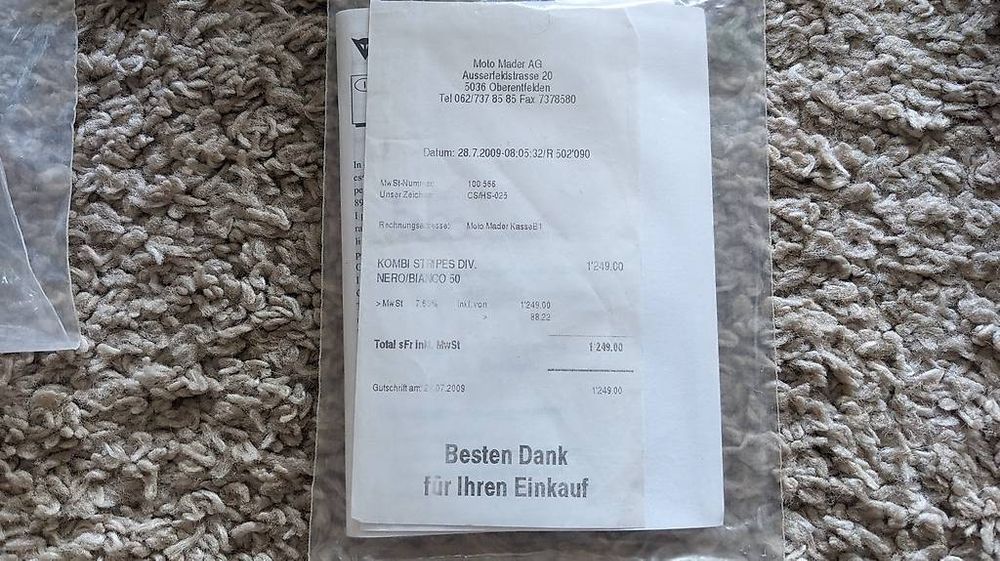 Moto Mader AG
Ausserfeldstrasse 20
5036 Oberentfelden
Tel 062/737 85 85 Fax 7378580
Datum: 28.7.2009-08:05:32/R 502'090
MwSt-Nummer: 100 566
Unser Zeichen: CS/HS-025
Moto Mader Kasse B1
KOMBI STRIPES DIV. 1'249.00
NERO/BIANCO 50
> MwSt 7.60% inkl. von 1'249.00
> 88.22
Total sFr inkl. MwSt 1'249.00
Gutschrift am: 1'249.00
Besten Dank
für Ihren Einkauf